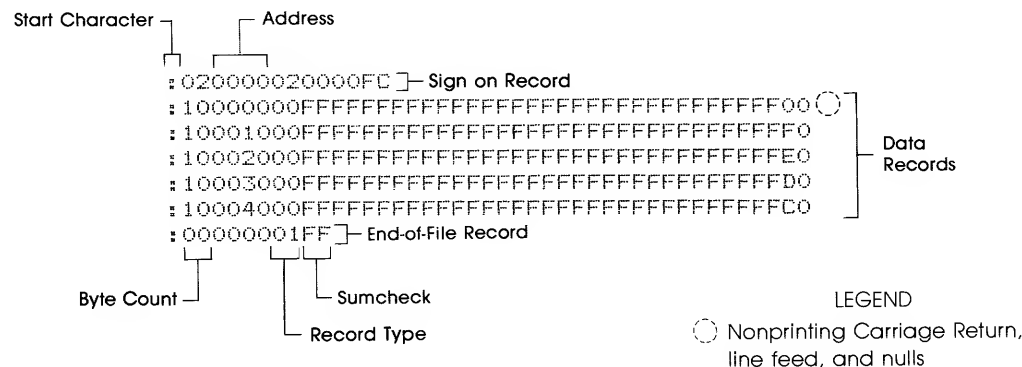 Start Character
Address
:020000020000FC Sign on Record
:10000000FFFFFFFFFFFFFFFFFFFFFFFFFFFFFFFF00
:10001000FFFFFFFFFFFFFFFFFFFFFFFFFFFFFFFFF0
:10002000FFFFFFFFFFFFFFFFFFFFFFFFFFFFFFFFE0
:10003000FFFFFFFFFFFFFFFFFFFFFFFFFFFFFFFFD0
:10004000FFFFFFFFFFFFFFFFFFFFFFFFFFFFFFFFC0
Data
Records
:00000001FF End-of-File Record
Byte Count
Sumcheck
Record Type
LEGEND
Nonprinting Carriage Return,
line feed, and nulls